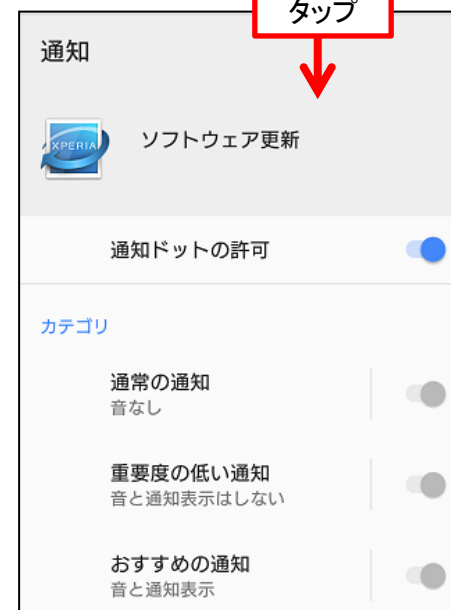 タップ
通知
XPERIA
ソフトウェア更新
通知ドットの許可
カテゴリ
通常の通知
音なし
重要度の低い通知
音と通知表示はしない
おすすめの通知
音と通知表示